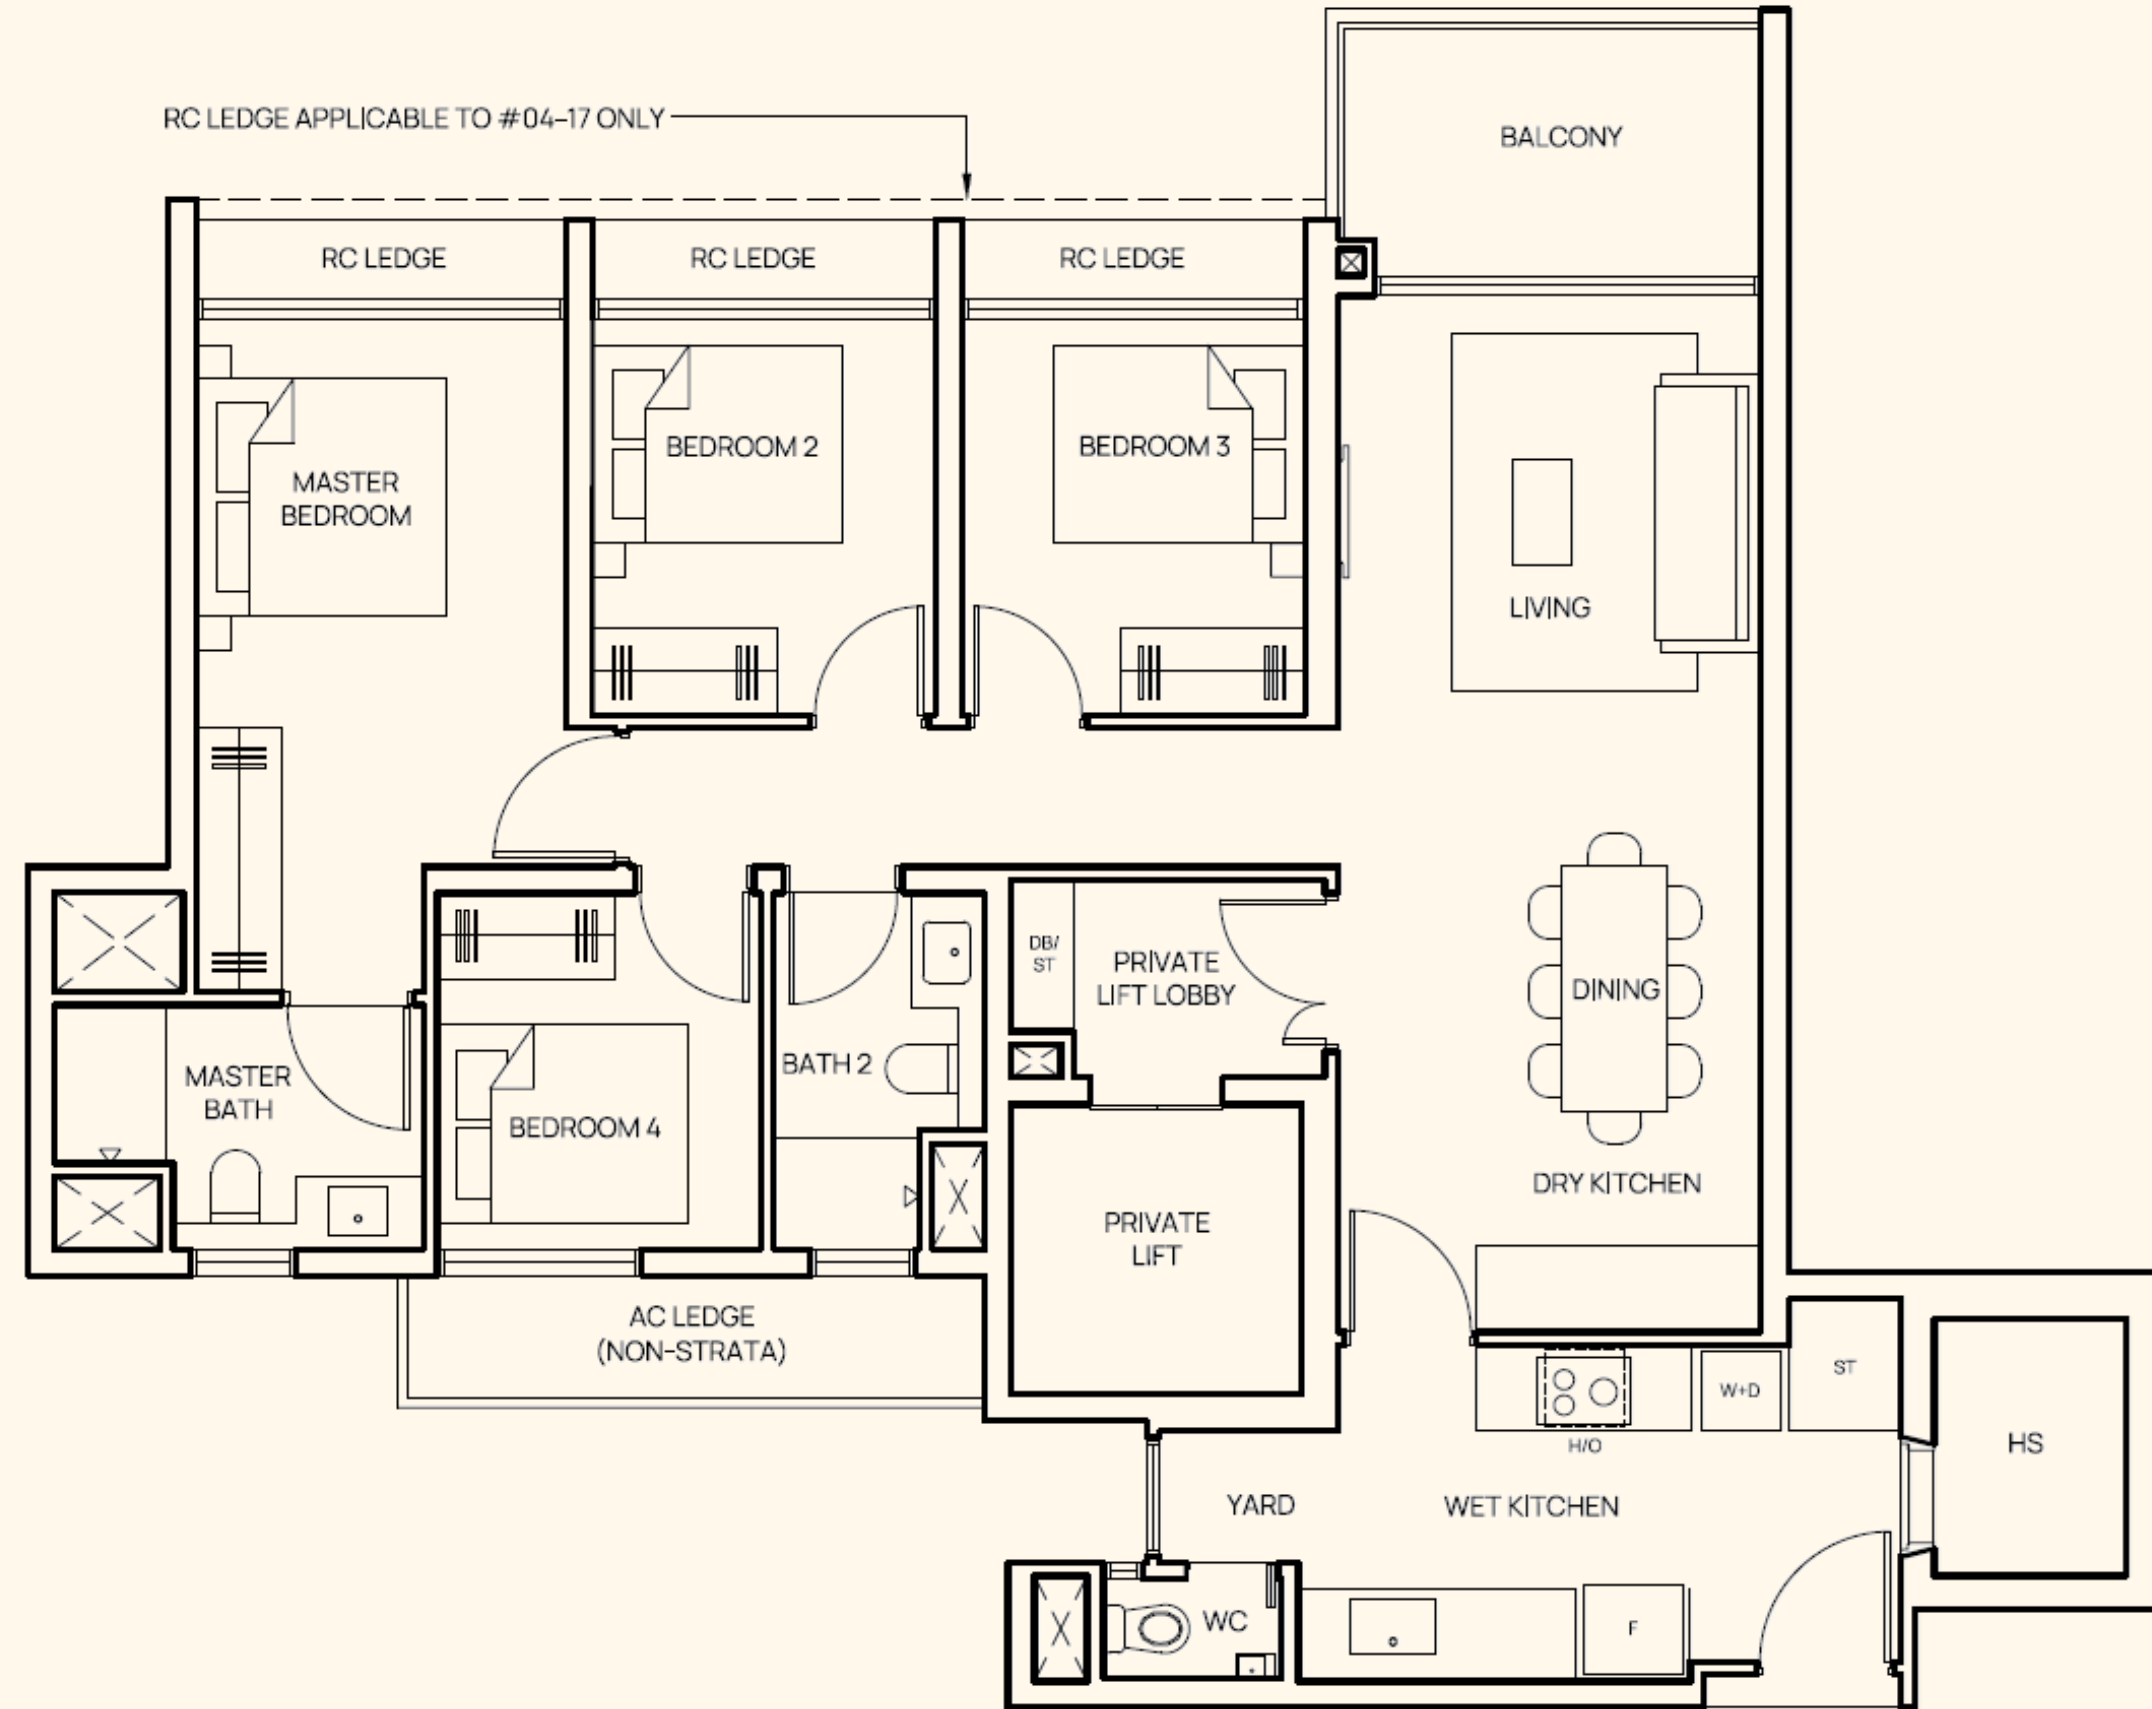 RC LEDGE APPLICABLE TO #04–17 ONLY
BALCONY
RC LEDGE
RC LEDGE
RC LEDGE
MASTER
BEDROOM
BEDROOM 2
BEDROOM 3
LIVING
DB/
ST
PRIVATE
LIFT LOBBY
DINING
MASTER
BATH
BATH 2
BEDROOM 4
DRY KITCHEN
PRIVATE
LIFT
AC LEDGE
(NON-STRATA)
W+D
ST
H/O
HS
YARD
WET KITCHEN
WC
F